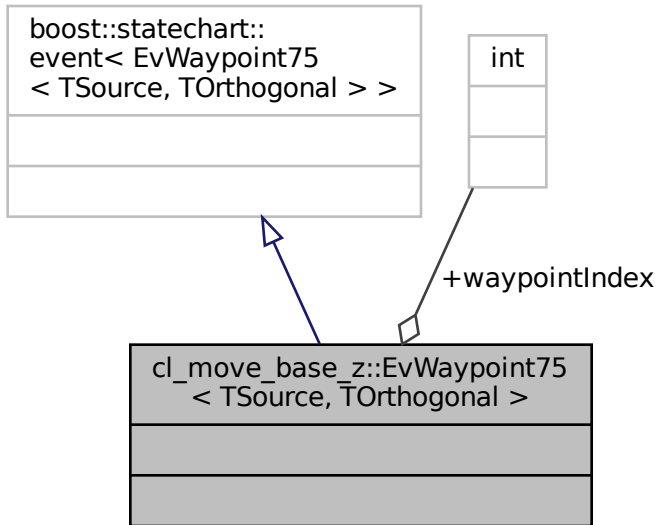 boost::statechart::
event< EvWaypoint75
< TSource, TOrthogonal > >
int
+waypointIndex
cl_move_base_z::EvWaypoint75
< TSource, TOrthogonal >